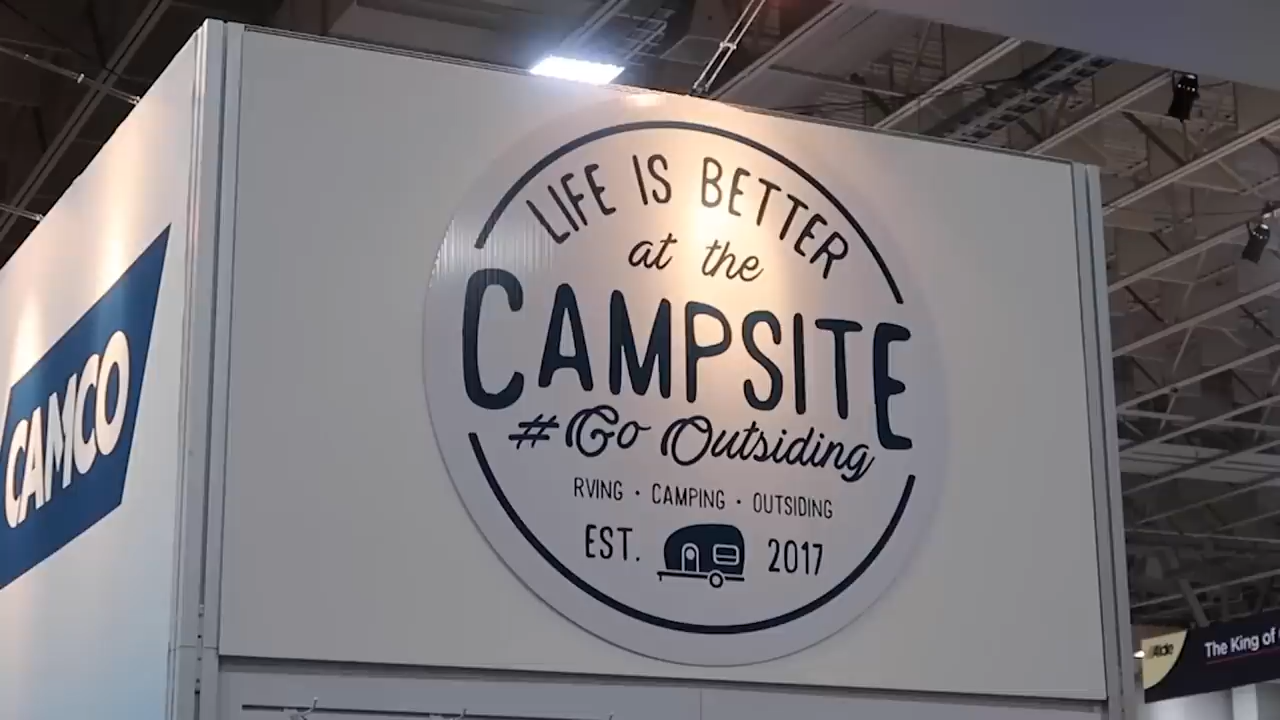 CAMCO
LIFE IS BETTER
at the
CAMPSITE
#Go Outsiding
RVING · CAMPING · OUTSIDING
EST. 2017
The King of